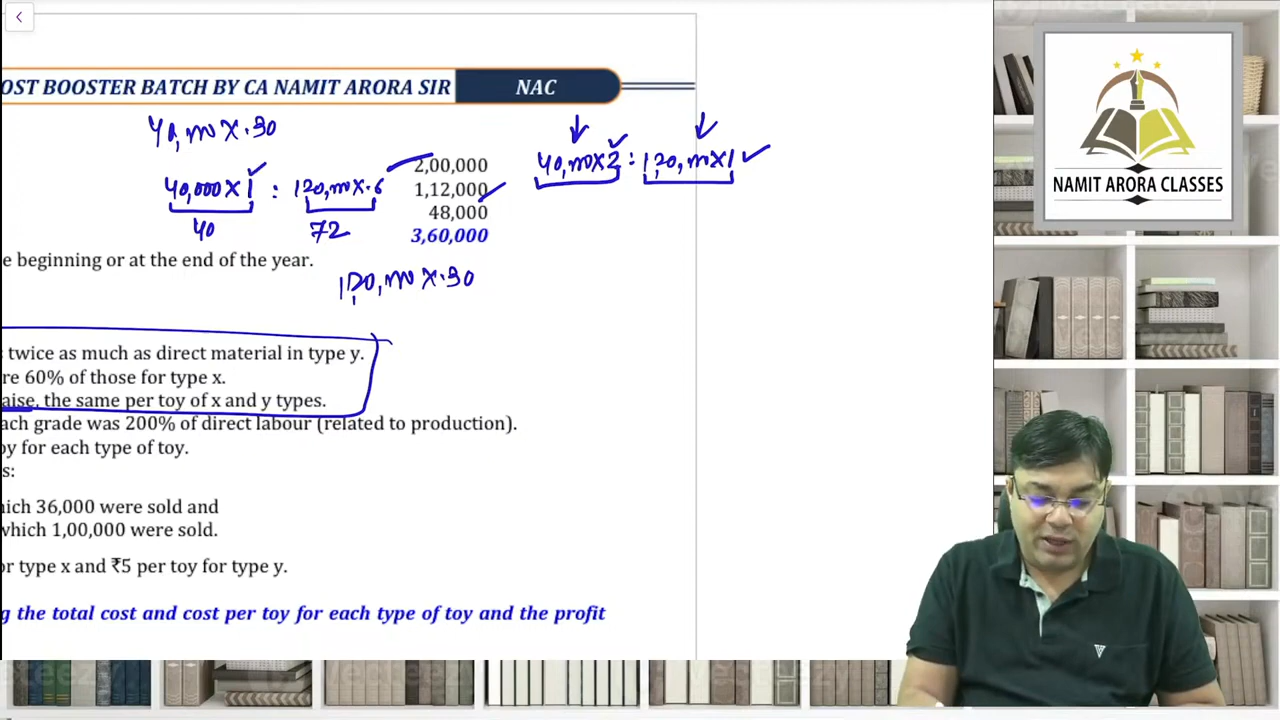 OST BOOSTER BATCH BY CA NAMIT ARORA SIR NAC
40,000 X .30
40,000 X 1 : 120,000 X .6
40 72
2,00,000
1,12,000
48,000
3,60,000
40,000 X 2 : 1,20,000 X 1
e beginning or at the end of the year.
1,20,000 X .30
twice as much as direct material in type y.
re 60% of those for type x.
aise, the same per toy of x and y types.
ach grade was 200% of direct labour (related to production).
oy for each type of toy.
s:
hich 36,000 were sold and
which 1,00,000 were sold.
or type x and ₹5 per toy for type y.
g the total cost and cost per toy for each type of toy and the profit
NAMIT ARORA CLASSES